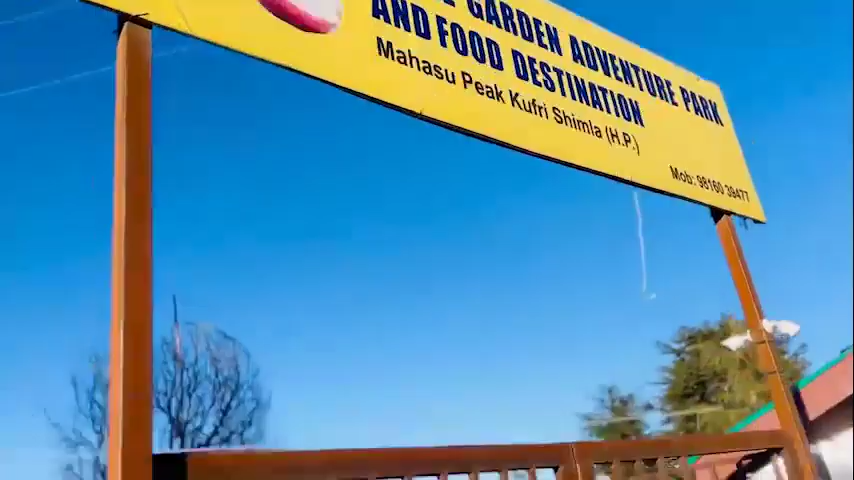 GARDEN ADVENTURE PARK
AND FOOD DESTINATION
Mahasu Peak Kufri Shimla (H.P.)
Mob: 98160 39477